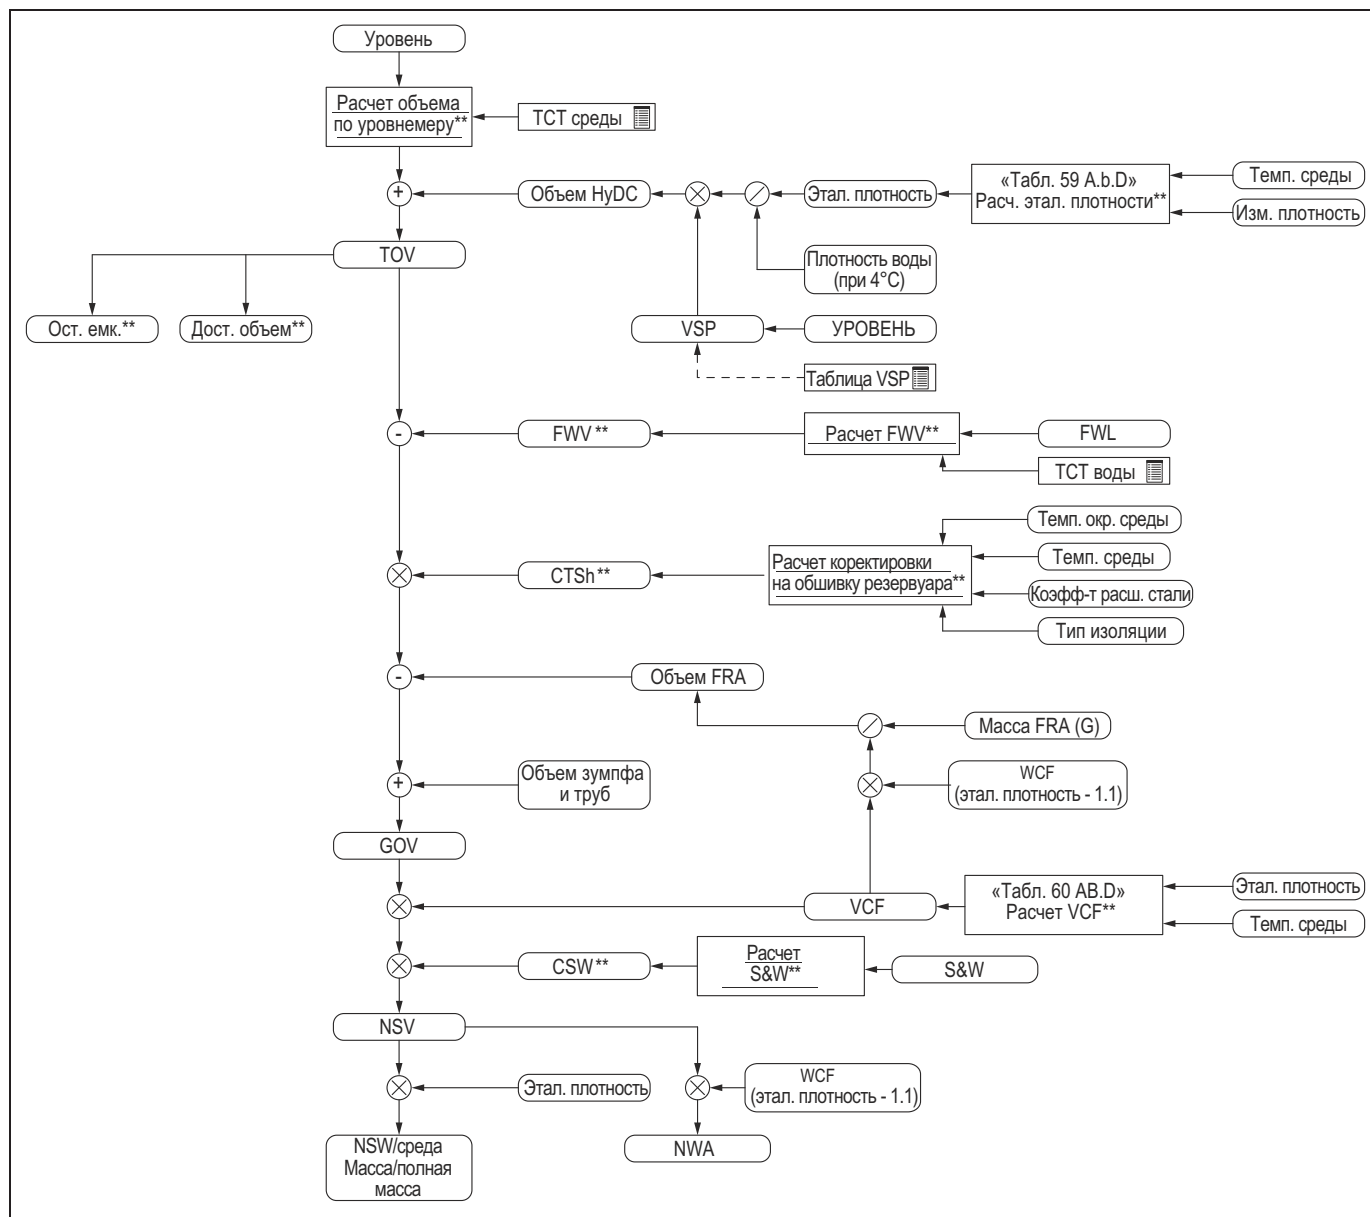 Уровень
Расчет объема
по уровнемеру**
ТСТ среды
+
Объем HyDC
Этал. плотность
«Табл. 59 A.b.D»
Расч. этал. плотности**
Темп. среды
Изм. плотность
TOV
Плотность воды
(при 4°C)
Ост. емк.**
Дост. объем**
VSP
УРОВЕНЬ
Таблица VSP
-
FWV **
Расчет FWV**
FWL
ТСТ воды
Темп. окр. среды
CTSh **
Расчет коректировки
на обшивку резервуара**
Темп. среды
Коэфф-т расш. стали
Тип изоляции
-
Объем FRA
Масса FRA (G)
+
Объем зумпфа
и труб
WCF
(этал. плотность - 1.1)
GOV
VCF
«Табл. 60 AB.D»
Расчет VCF**
Этал. плотность
Темп. среды
CSW **
Расчет
S&W**
S&W
NSV
Этал. плотность
WCF
(этал. плотность - 1.1)
NSW/среда
Масса/полная
масса
NWA